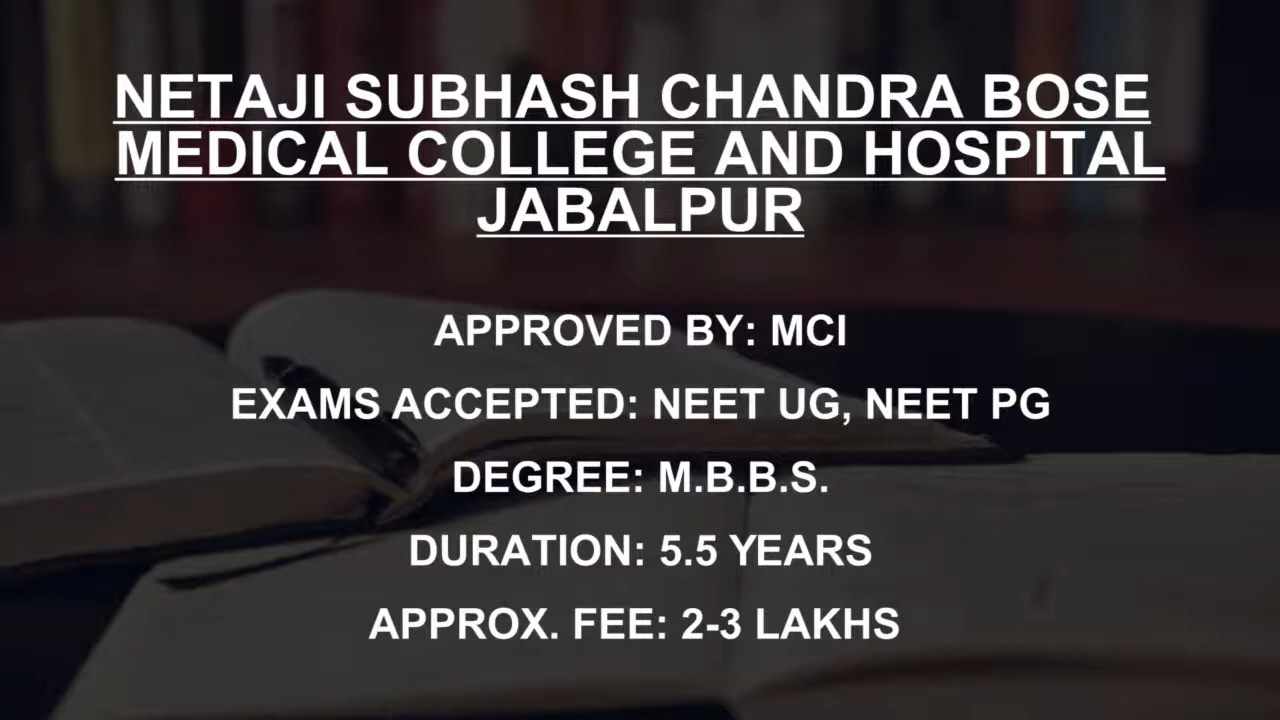 NETAJI SUBHASH CHANDRA BOSE
MEDICAL COLLEGE AND HOSPITAL
JABALPUR
APPROVED BY: MCI
EXAMS ACCEPTED: NEET UG, NEET PG
DEGREE: M.B.B.S.
DURATION: 5.5 YEARS
APPROX. FEE: 2-3 LAKHS